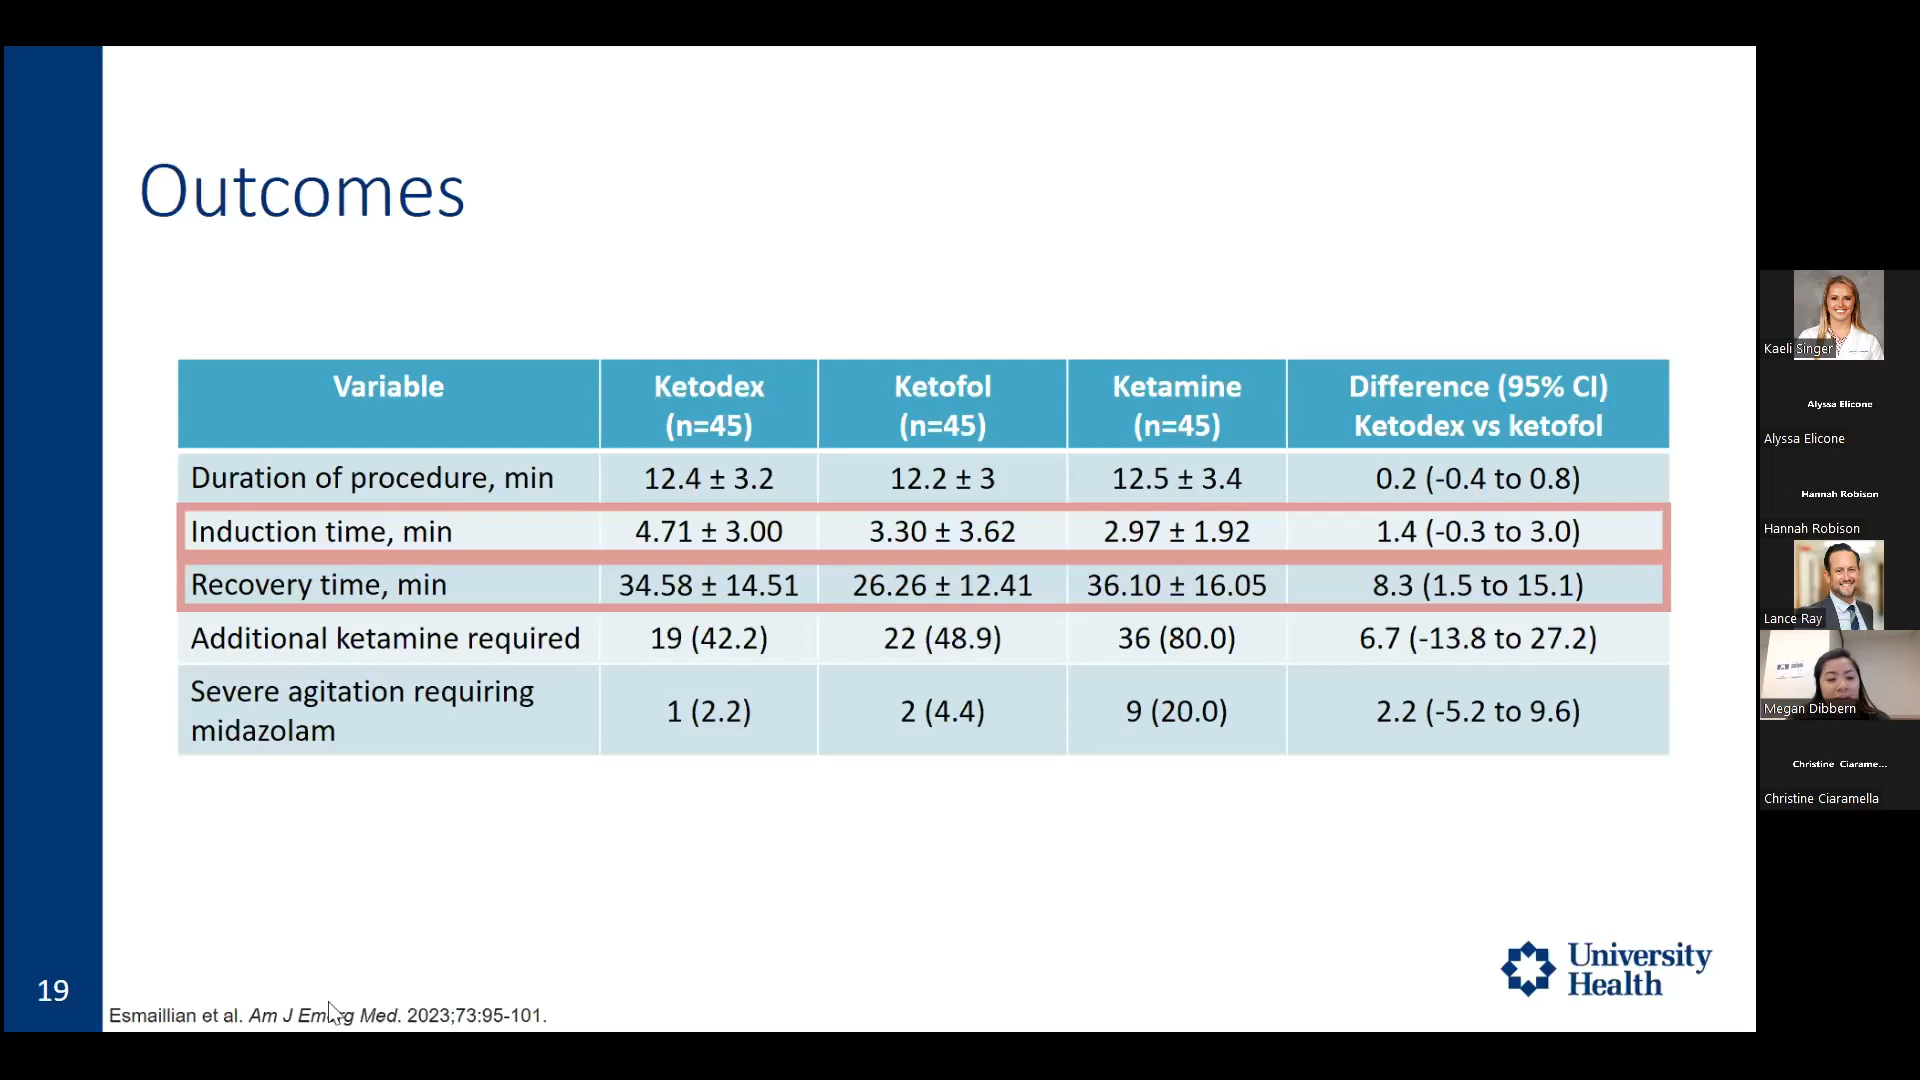 Outcomes
Variable Ketodex (n=45) Ketofol (n=45) Ketamine (n=45) Difference (95% CI) Ketodex vs ketofol
Duration of procedure, min 12.4 ± 3.2 12.2 ± 3 12.5 ± 3.4 0.2 (-0.4 to 0.8)
Induction time, min 4.71 ± 3.00 3.30 ± 3.62 2.97 ± 1.92 1.4 (-0.3 to 3.0)
Recovery time, min 34.58 ± 14.51 26.26 ± 12.41 36.10 ± 16.05 8.3 (1.5 to 15.1)
Additional ketamine required 19 (42.2) 22 (48.9) 36 (80.0) 6.7 (-13.8 to 27.2)
Severe agitation requiring midazolam 1 (2.2) 2 (4.4) 9 (20.0) 2.2 (-5.2 to 9.6)
University
Health
19
Esmaillian et al. Am J Emerg Med. 2023;73:95-101.
Kaeli Singer
Alyssa Elicone
Alyssa Elicone
Hannah Robison
Hannah Robison
Lance Ray
Megan Dibbern
Christine Ciarame...
Christine Ciaramella